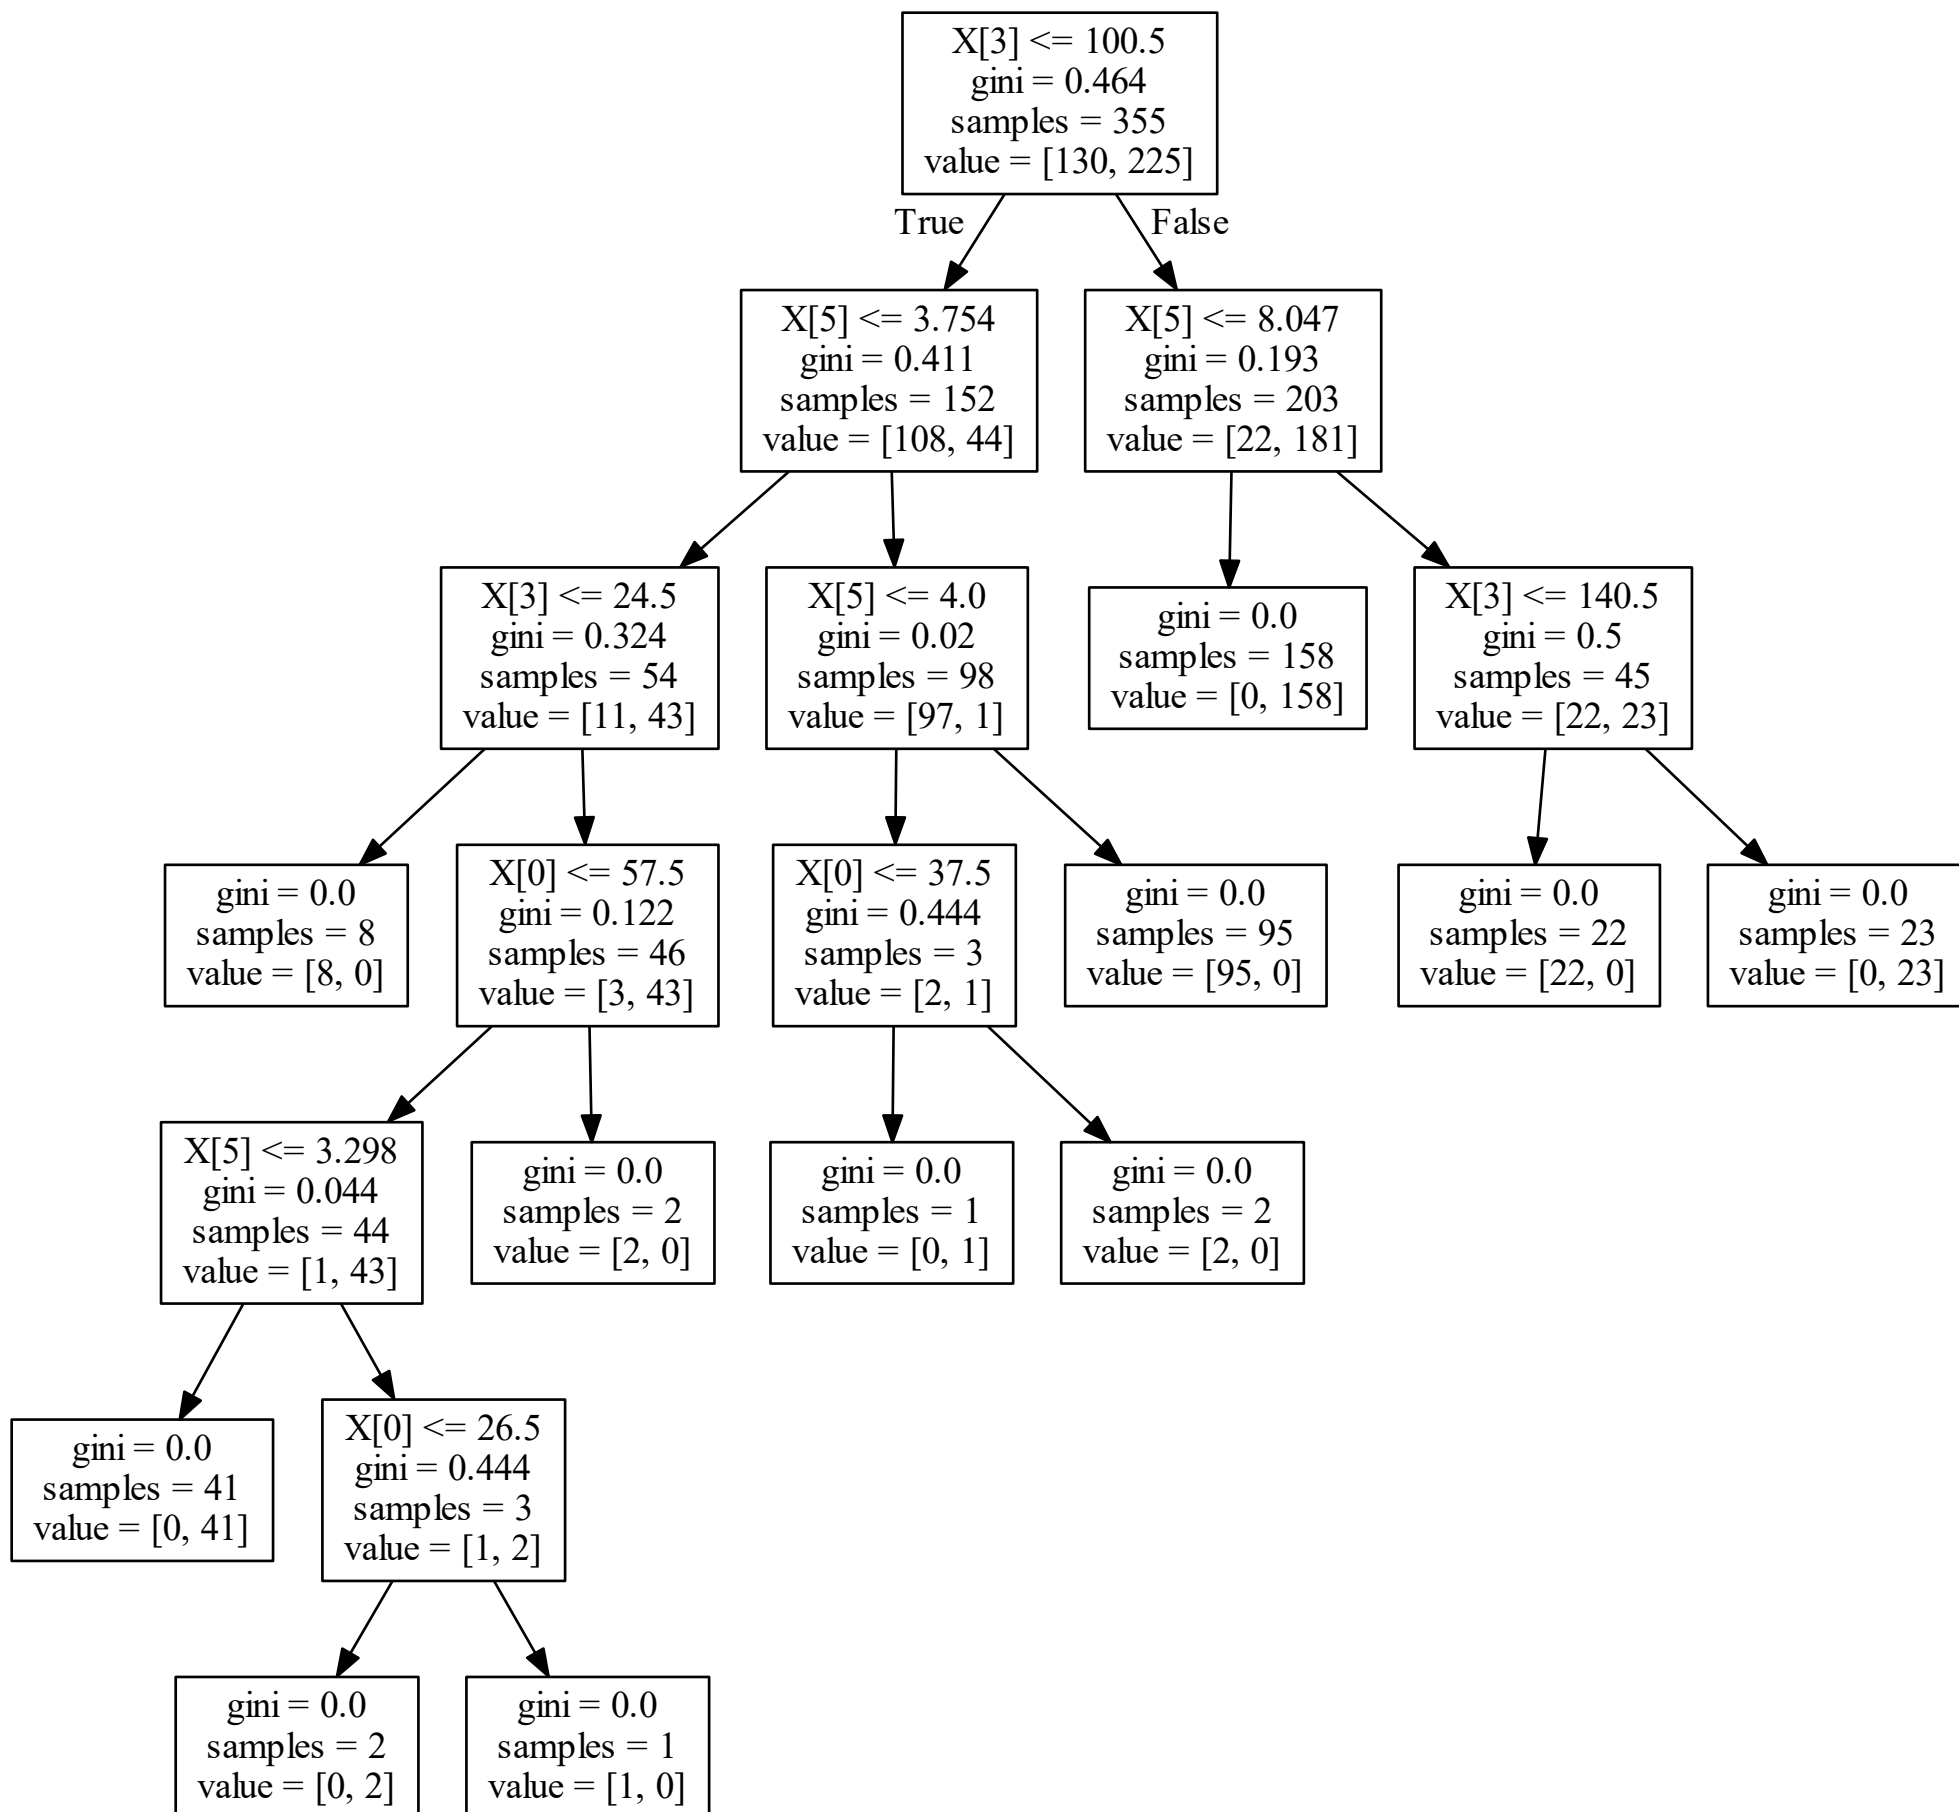 X[3] <= 100.5
gini = 0.464
samples = 355
value = [130, 225]
True
False
X[5] <= 3.754
gini = 0.411
samples = 152
value = [108, 44]
X[5] <= 8.047
gini = 0.193
samples = 203
value = [22, 181]
X[3] <= 24.5
gini = 0.324
samples = 54
value = [11, 43]
X[5] <= 4.0
gini = 0.02
samples = 98
value = [97, 1]
gini = 0.0
samples = 158
value = [0, 158]
X[3] <= 140.5
gini = 0.5
samples = 45
value = [22, 23]
gini = 0.0
samples = 8
value = [8, 0]
X[0] <= 57.5
gini = 0.122
samples = 46
value = [3, 43]
X[0] <= 37.5
gini = 0.444
samples = 3
value = [2, 1]
gini = 0.0
samples = 95
value = [95, 0]
gini = 0.0
samples = 22
value = [22, 0]
gini = 0.0
samples = 23
value = [0, 23]
X[5] <= 3.298
gini = 0.044
samples = 44
value = [1, 43]
gini = 0.0
samples = 2
value = [2, 0]
gini = 0.0
samples = 1
value = [0, 1]
gini = 0.0
samples = 2
value = [2, 0]
gini = 0.0
samples = 41
value = [0, 41]
X[0] <= 26.5
gini = 0.444
samples = 3
value = [1, 2]
gini = 0.0
samples = 2
value = [0, 2]
gini = 0.0
samples = 1
value = [1, 0]